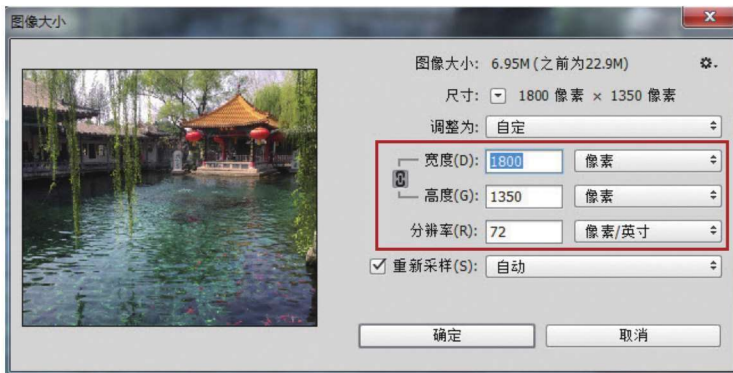 图像大小
图像大小: 6.95M (之前为22.9M)
尺寸: 1800 像素 × 1350 像素
调整为: 自定
宽度(D): 1800 像素
高度(G): 1350 像素
分辨率(R): 72 像素/英寸
重新采样(S): 自动
确定 取消